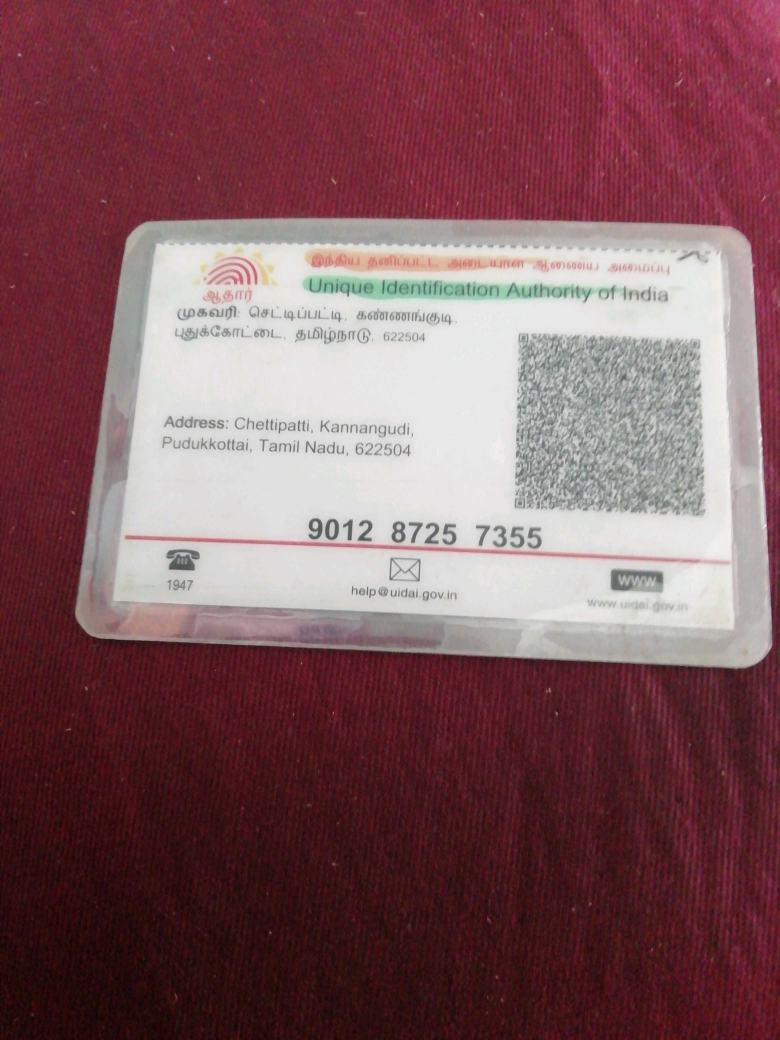 இந்திய தனிப்பட்ட அடையாள ஆணைய அமைப்பு
Unique Identification Authority of India
ஆதார்
முகவரி: செட்டிப்பட்டி, கண்ணங்குடி,
புதுக்கோட்டை, தமிழ்நாடு, 622504
Address: Chettipatti, Kannangudi,
Pudukkottai, Tamil Nadu, 622504
9012 8725 7355
1947
help@uidai.gov.in
WWW
www.uidai.gov.in